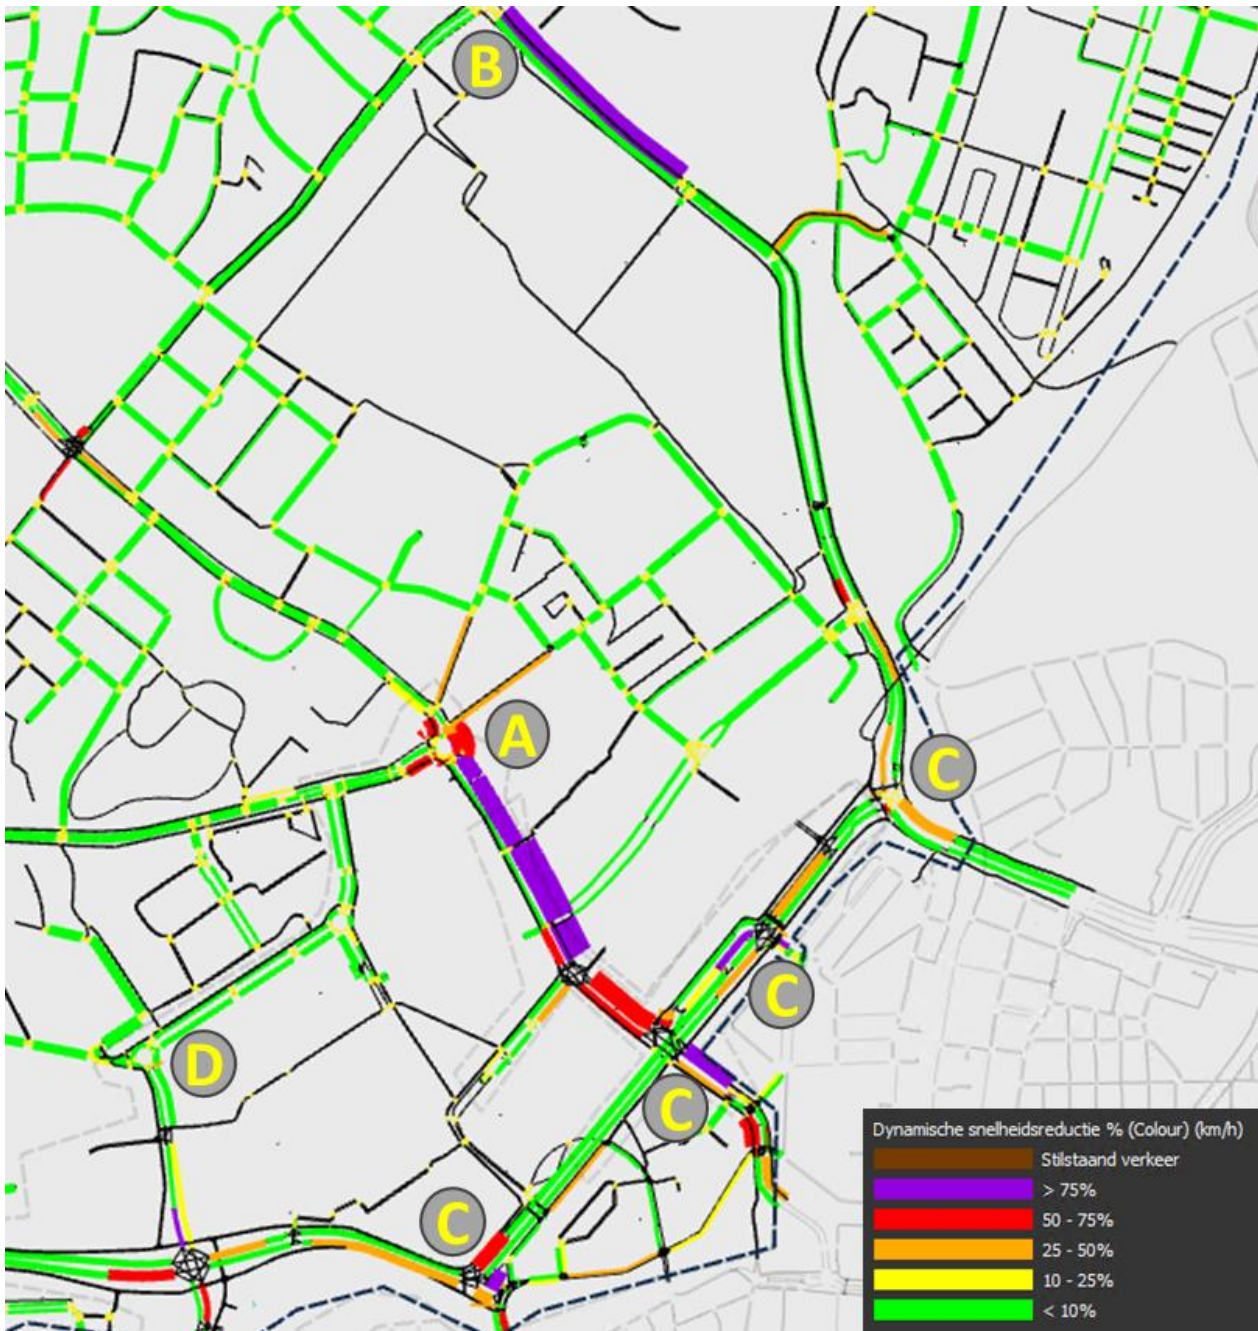 B
A
C
C
D
C
C
Dynamische snelheidsreductie % (Colour) (km/h)
Stilstaand verkeer
> 75%
50 - 75%
25 - 50%
10 - 25%
< 10%